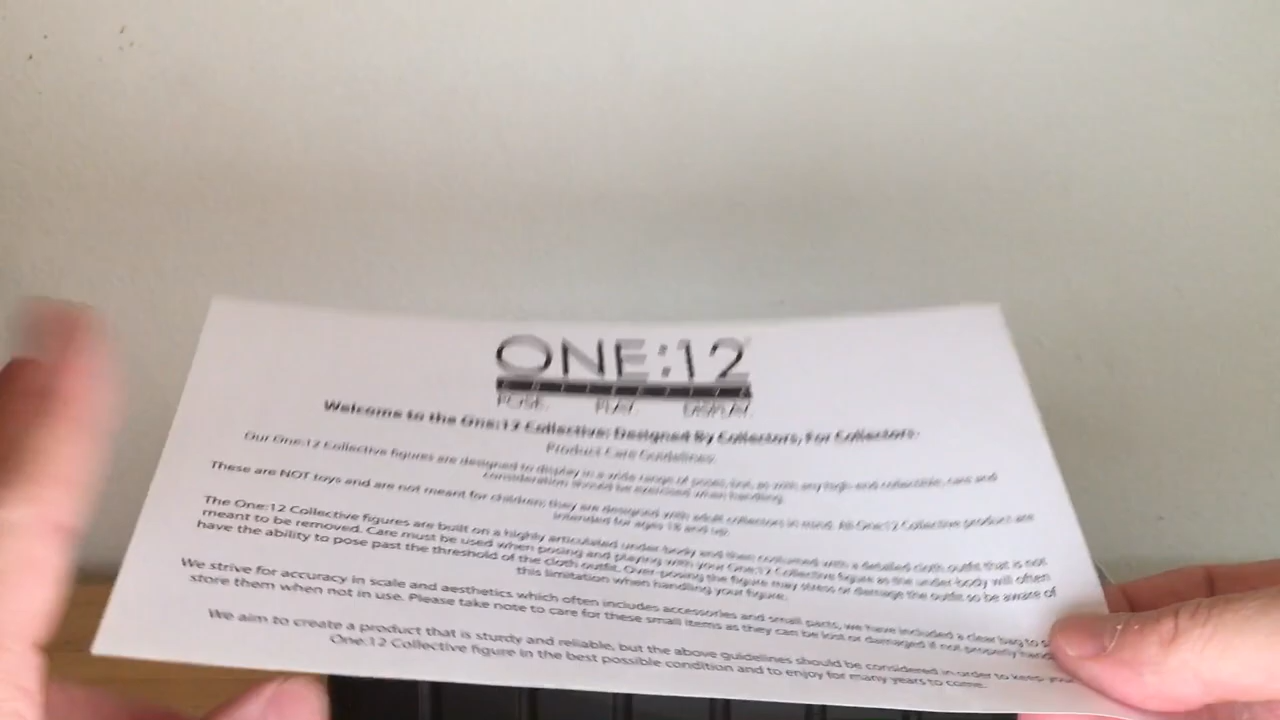 ONE:12
POSE. PLAY. DISPLAY.
Welcome to the One:12 Collective: Designed By Collectors, For Collectors.
Product Care Guidelines:
Our One:12 Collective figures are designed to display in a wide range of poses, but as with any high-end collectible, care and
consideration should be exercised when handling.
These are NOT toys and are not meant for children; they are designed with adult collectors in mind. All One:12 Collective products are
intended for ages 18 and up.
The One:12 Collective figures are built on a highly articulated under body and then costumed with a detailed cloth outfit that is not
meant to be removed. Care must be used when posing and playing with your One:12 Collective figure as the under body will often
have the ability to pose past the threshold of the cloth outfit. Over-posing the figure may stress or damage the outfit so be aware of
this limitation when handling your figure.
We strive for accuracy in scale and aesthetics which often includes accessories and small parts, we have included a clear bag to
store them when not in use. Please take note to care for these small items as they can be lost or damaged if not properly
We aim to create a product that is sturdy and reliable, but the above guidelines should be considered in order to keep your
One:12 Collective figure in the best possible condition and to enjoy for many years to come.